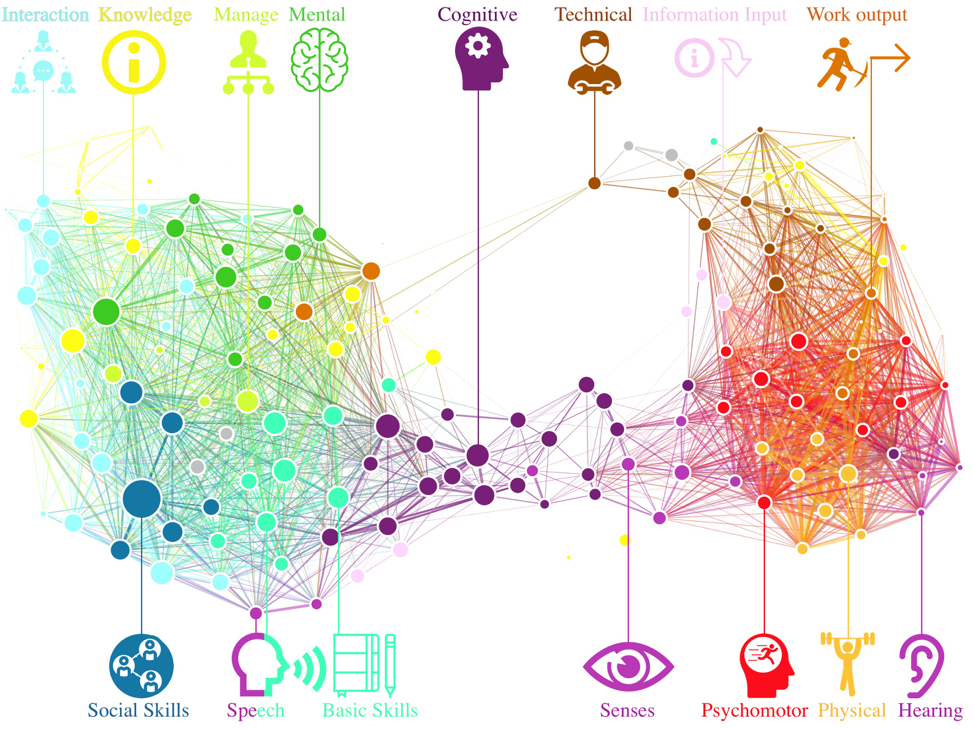 Interaction Knowledge Manage Mental Cognitive Technical Information Input Work output
Social Skills Speech Basic Skills Senses Psychomotor Physical Hearing